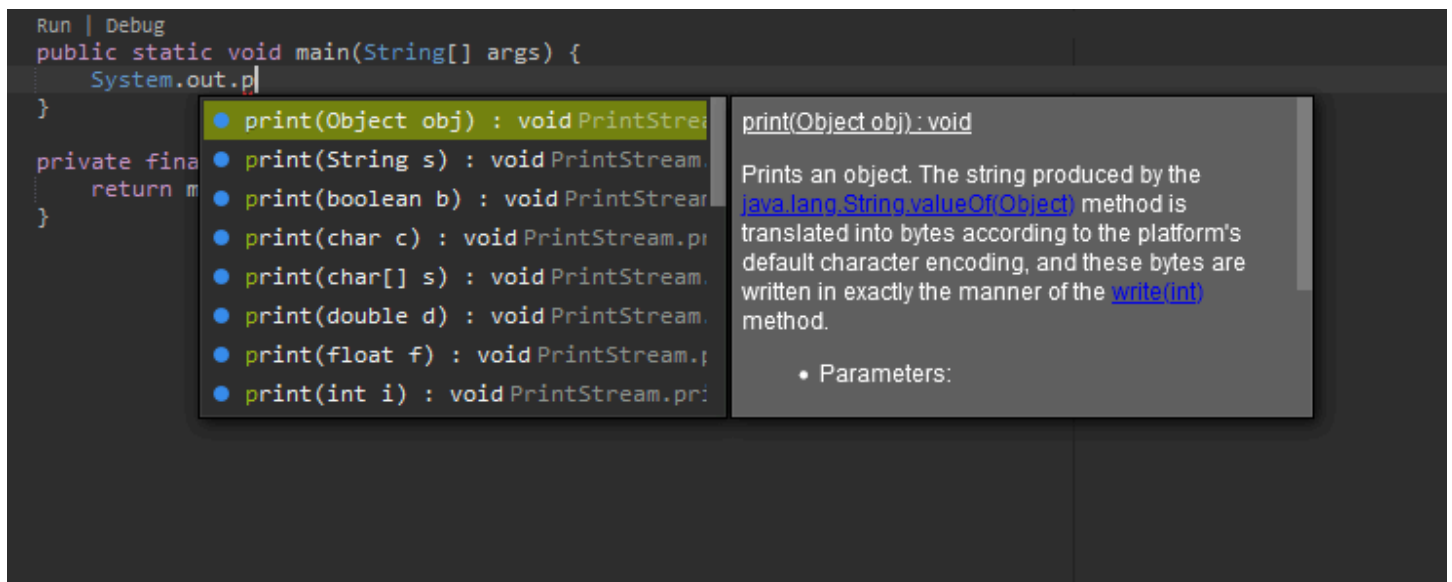 Run | Debug
public static void main(String[] args) {
System.out.p
}
private fina
return m
}
print(Object obj) : void PrintStrea
print(String s) : void PrintStream.
print(boolean b) : void PrintStrear
print(char c) : void PrintStream.pr
print(char[] s) : void PrintStream.
print(double d) : void PrintStream.
print(float f) : void PrintStream.p
print(int i) : void PrintStream.pri
print(Object obj) : void
Prints an object. The string produced by the
java.lang.String.valueOf(Object) method is
translated into bytes according to the platform's
default character encoding, and these bytes are
written in exactly the manner of the write(int)
method.
• Parameters: